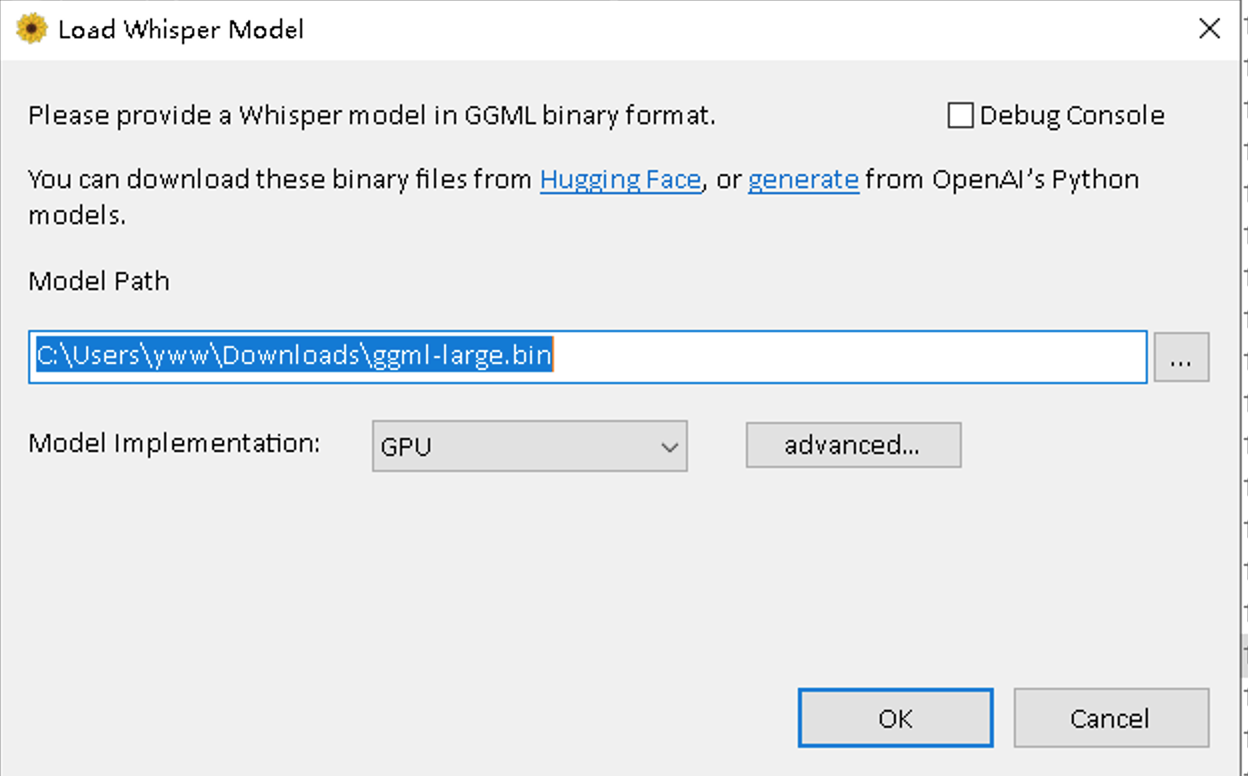 Load Whisper Model
Please provide a Whisper model in GGML binary format.
Debug Console
You can download these binary files from Hugging Face, or generate from OpenAI's Python
models.
Model Path
C:\Users\yww\Downloads\ggml-large.bin
...
Model Implementation:
GPU
advanced...
OK
Cancel